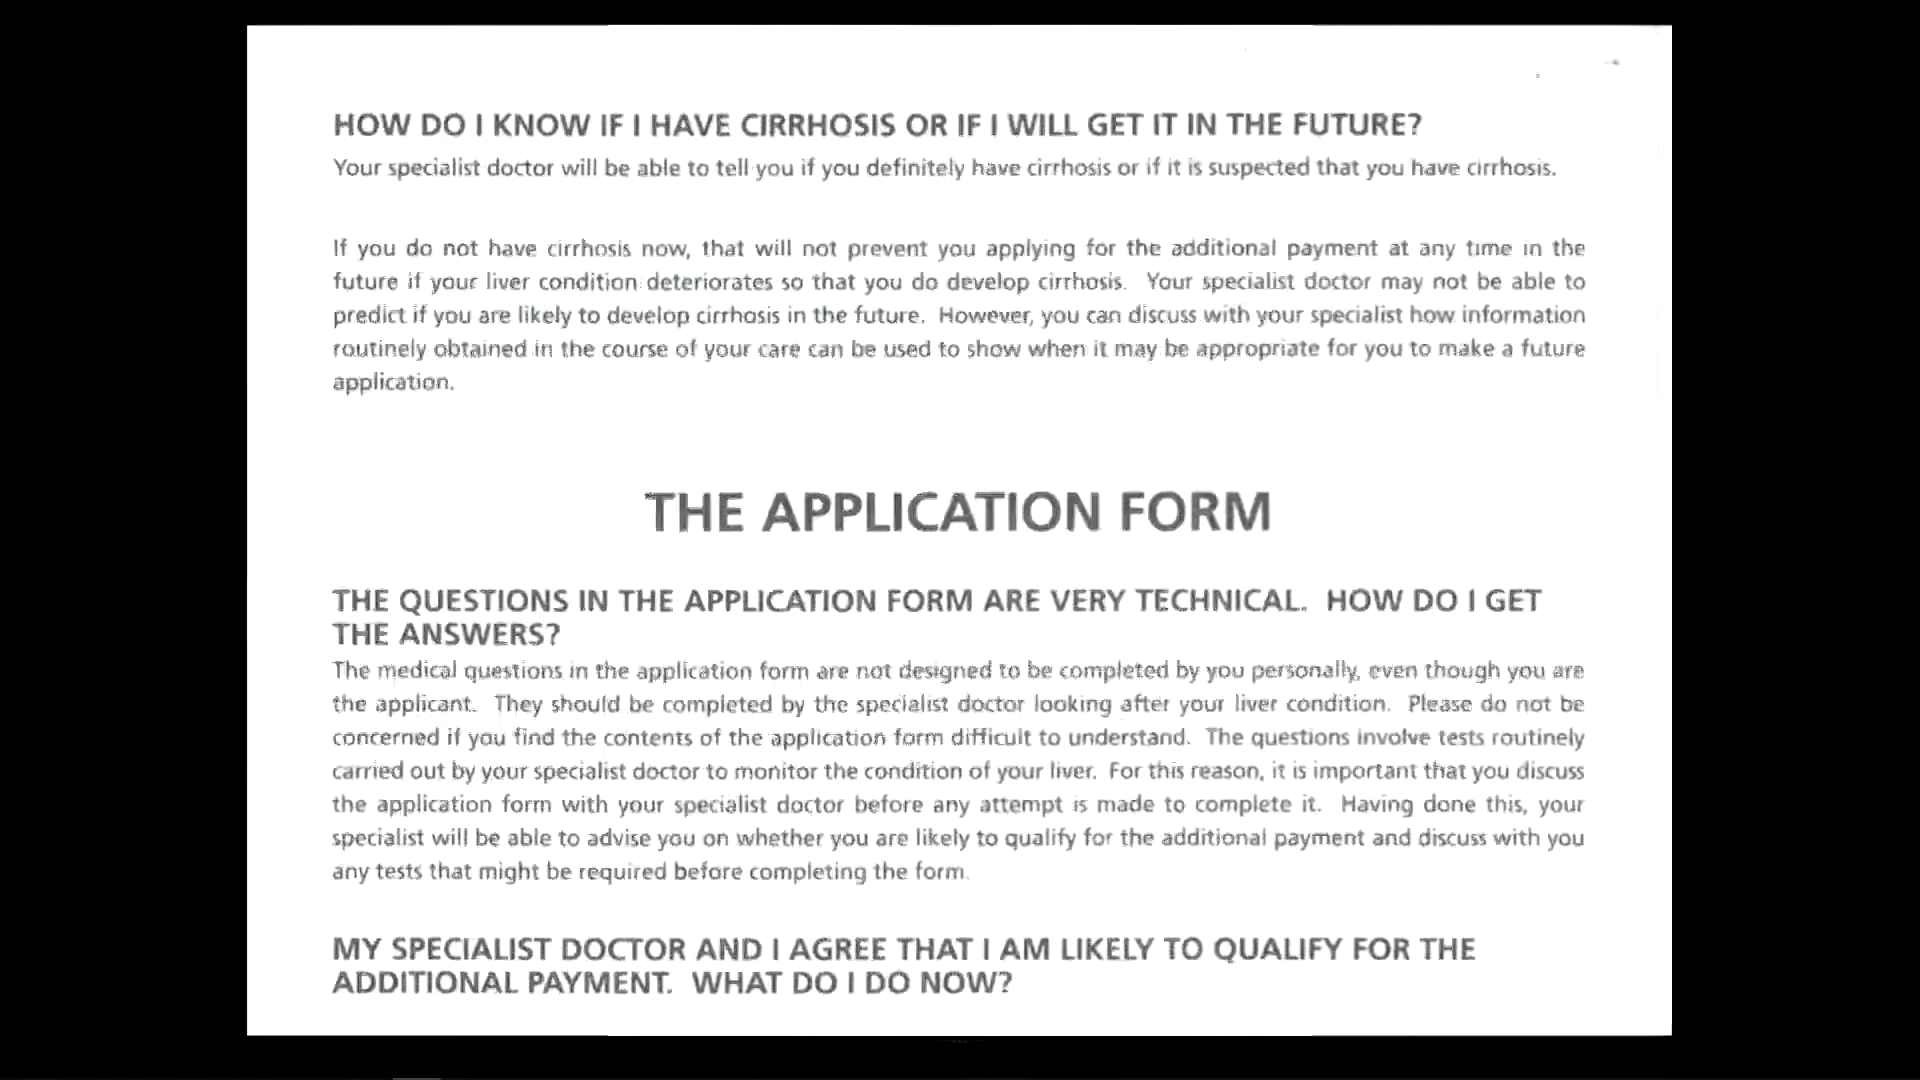 HOW DO I KNOW IF I HAVE CIRRHOSIS OR IF I WILL GET IT IN THE FUTURE?
Your specialist doctor will be able to tell you if you definitely have cirrhosis or if it is suspected that you have cirrhosis.
If you do not have cirrhosis now, that will not prevent you applying for the additional payment at any time in the
future if your liver condition deteriorates so that you do develop cirrhosis. Your specialist doctor may not be able to
predict if you are likely to develop cirrhosis in the future. However, you can discuss with your specialist how information
routinely obtained in the course of your care can be used to show when it may be appropriate for you to make a future
application.
THE APPLICATION FORM
THE QUESTIONS IN THE APPLICATION FORM ARE VERY TECHNICAL. HOW DO I GET
THE ANSWERS?
The medical questions in the application form are not designed to be completed by you personally, even though you are
the applicant. They should be completed by the specialist doctor looking after your liver condition. Please do not be
concerned if you find the contents of the application form difficult to understand. The questions involve tests routinely
carried out by your specialist doctor to monitor the condition of your liver. For this reason, it is important that you discuss
the application form with your specialist doctor before any attempt is made to complete it. Having done this, your
specialist will be able to advise you on whether you are likely to qualify for the additional payment and discuss with you
any tests that might be required before completing the form.
MY SPECIALIST DOCTOR AND I AGREE THAT I AM LIKELY TO QUALIFY FOR THE
ADDITIONAL PAYMENT. WHAT DO I DO NOW?